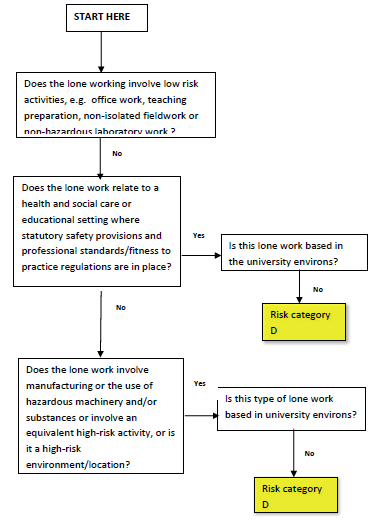 START HERE
Does the lone working involve low risk
activities, e.g. office work, teaching
preparation, non-isolated fieldwork or
non-hazardous laboratory work ?
No
Does the lone work relate to a
health and social care or
educational setting where
statutory safety provisions and
professional standards/fitness to
practice regulations are in place?
Yes
Is this lone work based in
the university environs?
No
Risk category
D
No
Does the lone work involve
manufacturing or the use of
hazardous machinery and/or
substances or involve an
equivalent high-risk activity, or is
it a high-risk
environment/location?
Yes
Is this type of lone work
based in university environs?
No
Risk category
D